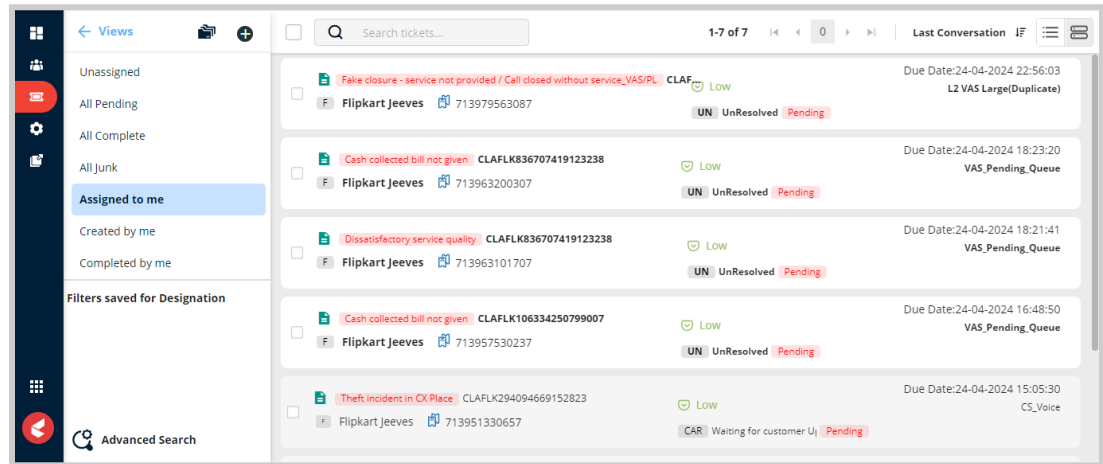 Views
Search tickets...
1-7 of 7
0
Last Conversation
Unassigned
All Pending
All Complete
All Junk
Assigned to me
Created by me
Completed by me
Filters saved for Designation
Advanced Search
Fake closure - service not provided / Call closed without service_VAS/PL CLAF...
F Flipkart Jeeves 713979563087
Low
UN UnResolved Pending
Due Date:24-04-2024 22:56:03
L2 VAS Large(Duplicate)
Cash collected bill not given CLAFLK836707419123238
F Flipkart Jeeves 713963200307
Low
UN UnResolved Pending
Due Date:24-04-2024 18:23:20
VAS_Pending_Queue
Dissatisfactory service quality CLAFLK836707419123238
F Flipkart Jeeves 713963101707
Low
UN UnResolved Pending
Due Date:24-04-2024 18:21:41
VAS_Pending_Queue
Cash collected bill not given CLAFLK106334250799007
F Flipkart Jeeves 713957530237
Low
UN UnResolved Pending
Due Date:24-04-2024 16:48:50
VAS_Pending_Queue
Theft incident in CX Place CLAFLK294094669152823
F Flipkart Jeeves 713951330657
Low
CAR Waiting for customer U Pending
Due Date:24-04-2024 15:05:30
CS_Voice